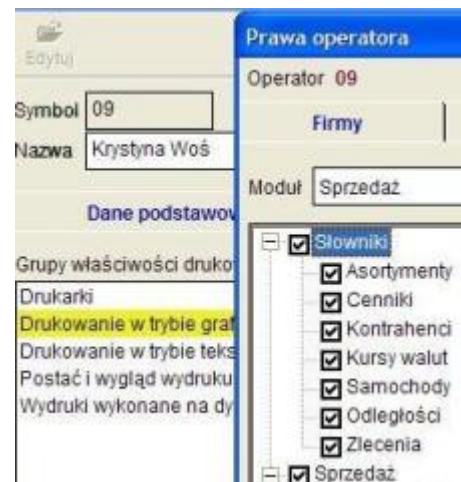 Edytuj
Symbol 09
Nazwa Krystyna Woś
Dane podstawow
Grupy właściwości druko
Drukarki
Drukowanie w trybie graf
Drukowanie w trybie teks
Postać i wygląd wydruku
Wydruki wykonane na dy
Prawa operatora
Operator 09
Firmy
Moduł Sprzedaż
Słowniki
Asortymenty
Cenniki
Kontrahenci
Kursy walut
Samochody
Odległości
Zlecenia
Sprzedaż